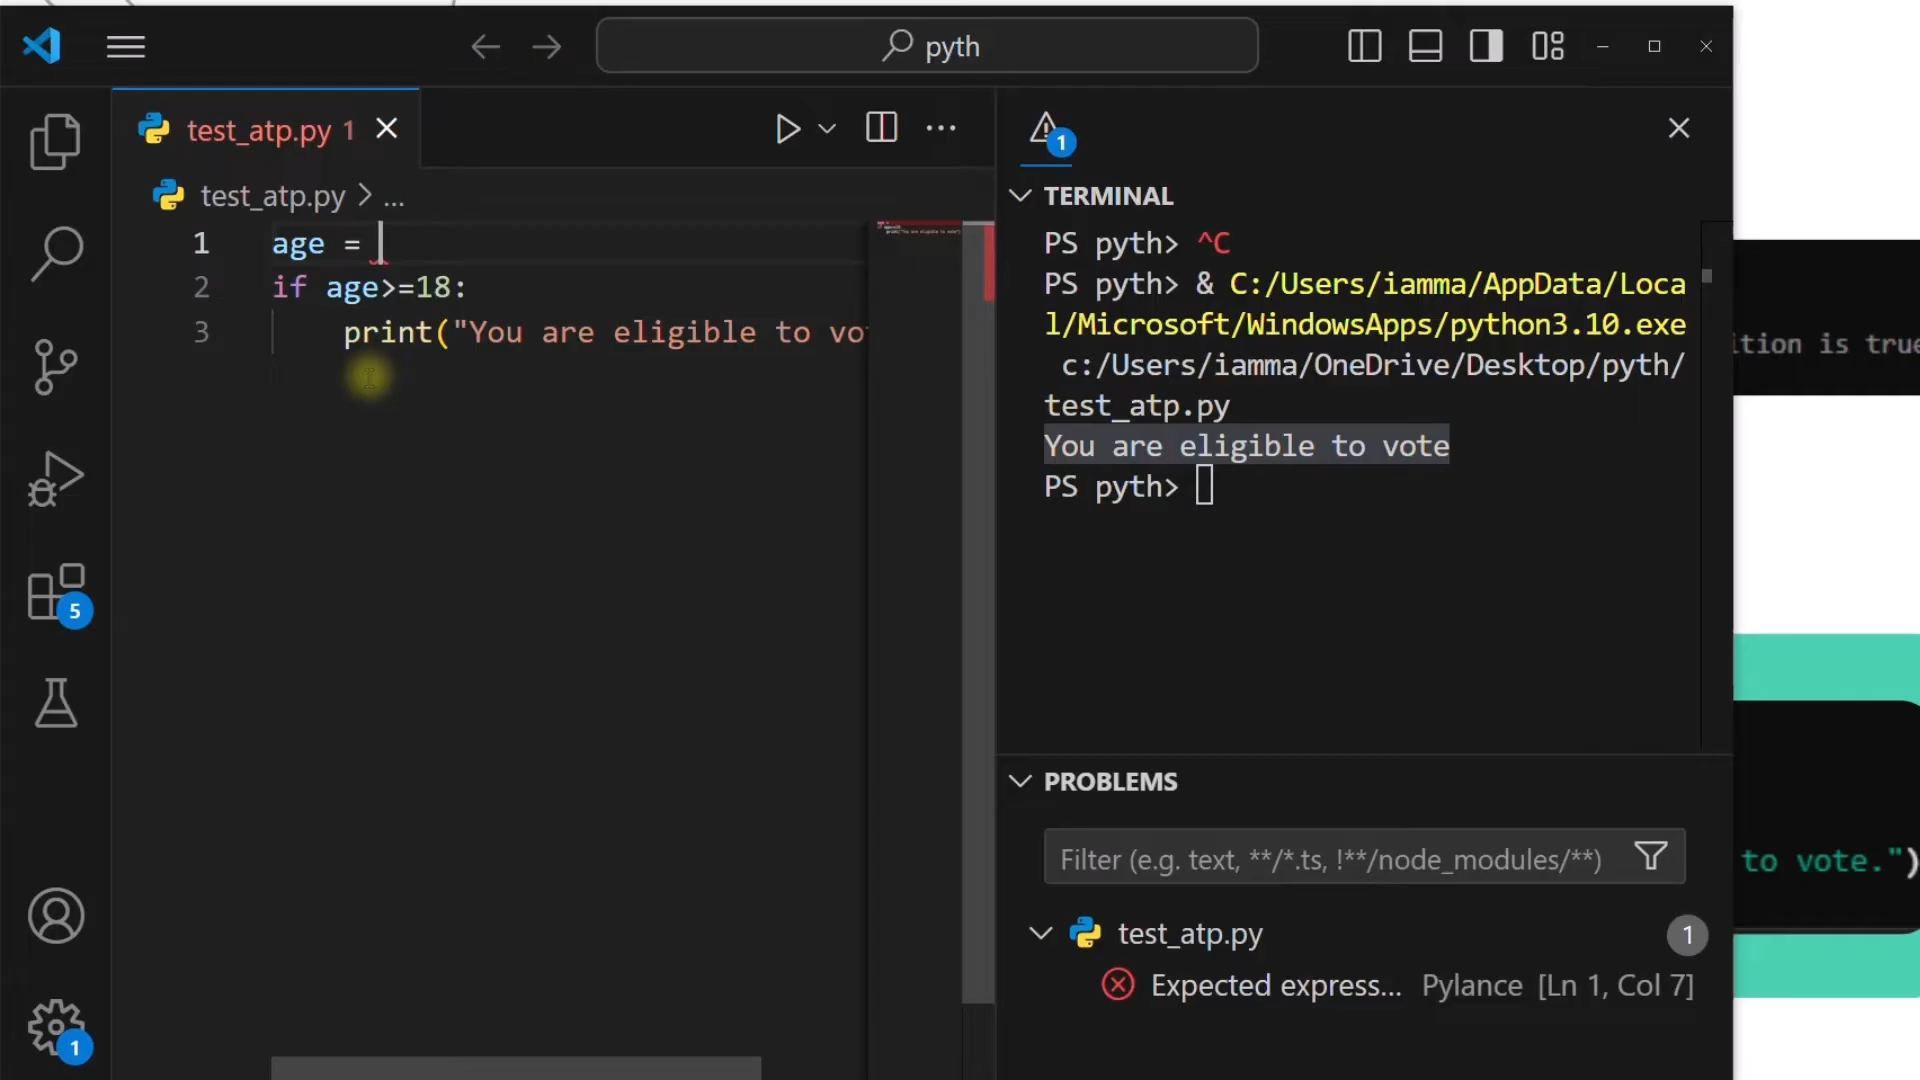 pyth
test_atp.py 1
test_atp.py > ...
1 age =
2 if age>=18:
3 print("You are eligible to vo
1
TERMINAL
PS pyth> ^C
PS pyth> & C:/Users/iamma/AppData/Loca
l/Microsoft/WindowsApps/python3.10.exe
c:/Users/iamma/OneDrive/Desktop/pyth/
test_atp.py
You are eligible to vote
PS pyth>
PROBLEMS
Filter (e.g. text, **/*.ts, !**/node_modules/**)
test_atp.py 1
Expected express... Pylance [Ln 1, Col 7]
5
1
ition is true
to vote.")